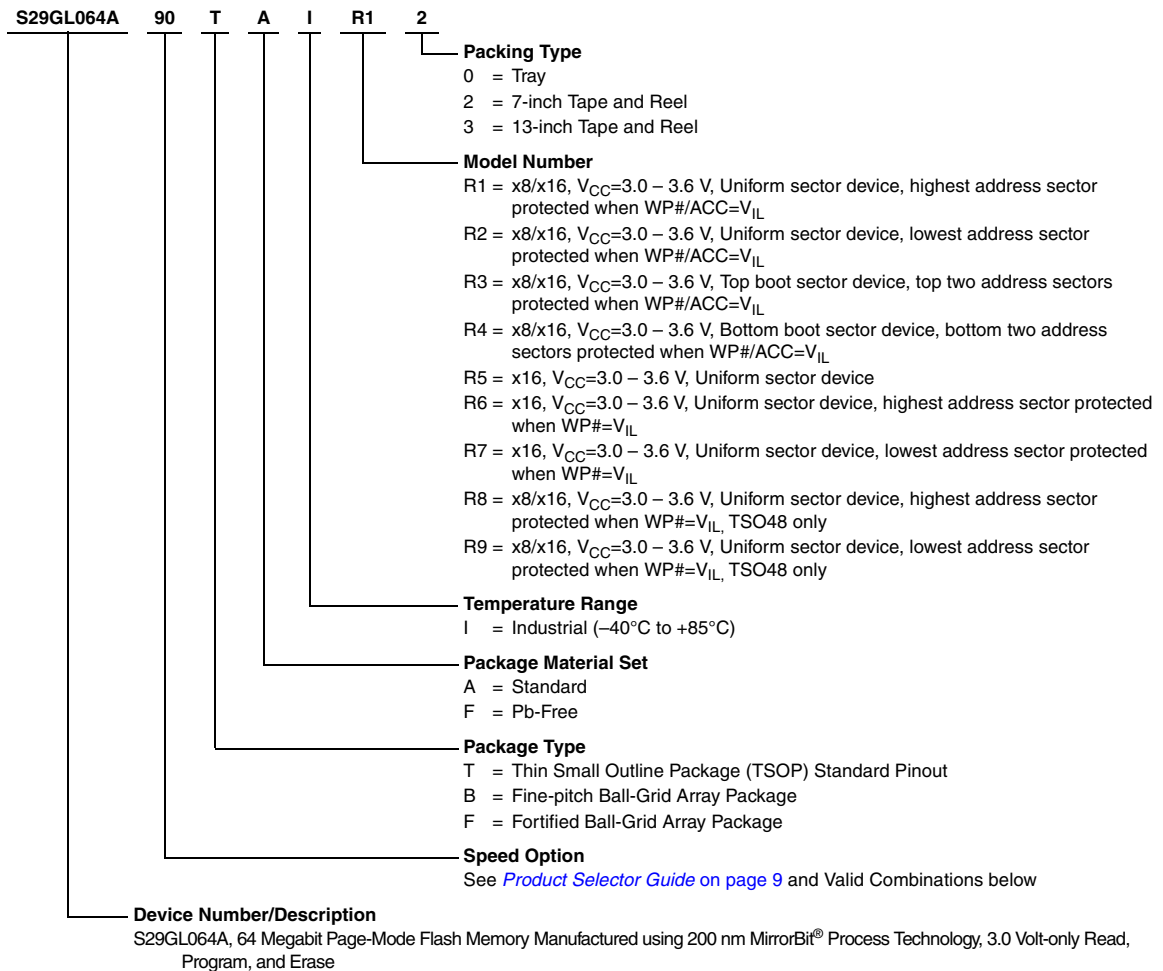 S29GL064A 90 T A I R1 2
Packing Type
0 = Tray
2 = 7-inch Tape and Reel
3 = 13-inch Tape and Reel
Model Number
R1 = x8/x16, VCC=3.0 – 3.6 V, Uniform sector device, highest address sector
protected when WP#/ACC=VIL
R2 = x8/x16, VCC=3.0 – 3.6 V, Uniform sector device, lowest address sector
protected when WP#/ACC=VIL
R3 = x8/x16, VCC=3.0 – 3.6 V, Top boot sector device, top two address sectors
protected when WP#/ACC=VIL
R4 = x8/x16, VCC=3.0 – 3.6 V, Bottom boot sector device, bottom two address
sectors protected when WP#/ACC=VIL
R5 = x16, VCC=3.0 – 3.6 V, Uniform sector device
R6 = x16, VCC=3.0 – 3.6 V, Uniform sector device, highest address sector protected
when WP#=VIL
R7 = x16, VCC=3.0 – 3.6 V, Uniform sector device, lowest address sector protected
when WP#=VIL
R8 = x8/x16, VCC=3.0 – 3.6 V, Uniform sector device, highest address sector
protected when WP#=VIL, TSO48 only
R9 = x8/x16, VCC=3.0 – 3.6 V, Uniform sector device, lowest address sector
protected when WP#=VIL, TSO48 only
Temperature Range
I = Industrial (–40°C to +85°C)
Package Material Set
A = Standard
F = Pb-Free
Package Type
T = Thin Small Outline Package (TSOP) Standard Pinout
B = Fine-pitch Ball-Grid Array Package
F = Fortified Ball-Grid Array Package
Speed Option
See Product Selector Guide on page 9 and Valid Combinations below
Device Number/Description
S29GL064A, 64 Megabit Page-Mode Flash Memory Manufactured using 200 nm MirrorBit® Process Technology, 3.0 Volt-only Read,
Program, and Erase